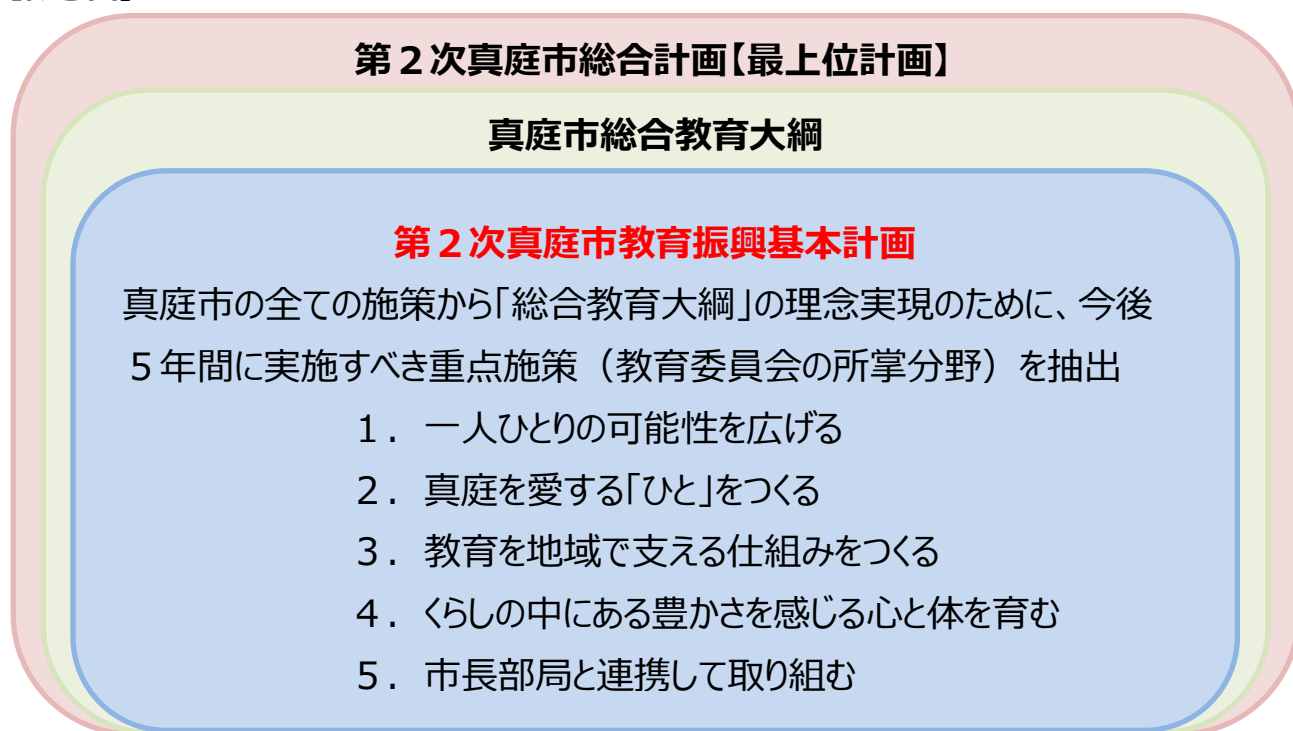 第２次真庭市総合計画【最上位計画】
真庭市総合教育大綱
第２次真庭市教育振興基本計画
真庭市の全ての施策から「総合教育大綱」の理念実現のために、今後
５年間に実施すべき重点施策（教育委員会の所掌分野）を抽出
１．一人ひとりの可能性を広げる
２．真庭を愛する「ひと」をつくる
３．教育を地域で支える仕組みをつくる
４．くらしの中にある豊かさを感じる心と体を育む
５．市長部局と連携して取り組む